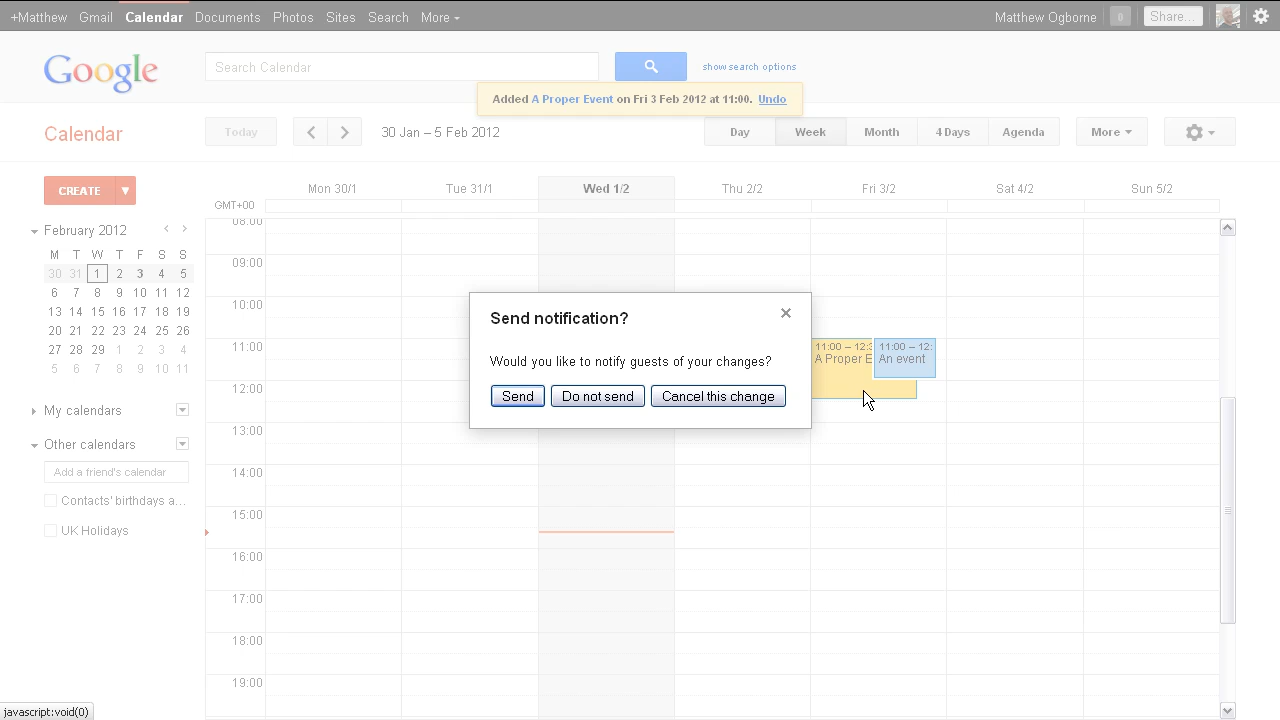 +Matthew Gmail Calendar Documents Photos Sites Search More
Matthew Ogborne 0 Share...
Google
Search Calendar
show search options
Added A Proper Event on Fri 3 Feb 2012 at 11:00. Undo
Calendar
Today
30 Jan – 5 Feb 2012
Day Week Month 4 Days Agenda
More
CREATE
Mon 30/1 Tue 31/1 Wed 1/2 Thu 2/2 Fri 3/2 Sat 4/2 Sun 5/2
GMT+00
February 2012
M T W T F S S
30 31 1 2 3 4 5
6 7 8 9 10 11 12
13 14 15 16 17 18 19
20 21 22 23 24 25 26
27 28 29 1 2 3 4
5 6 7 8 9 10 11
My calendars
Other calendars
Add a friend's calendar
Contacts' birthdays a...
UK Holidays
08:00
09:00
10:00
11:00
12:00
13:00
14:00
15:00
16:00
17:00
18:00
19:00
11:00 – 12:3
A Proper E
11:00 – 12:
An event
Send notification?
Would you like to notify guests of your changes?
Send Do not send Cancel this change
javascript:void(0)